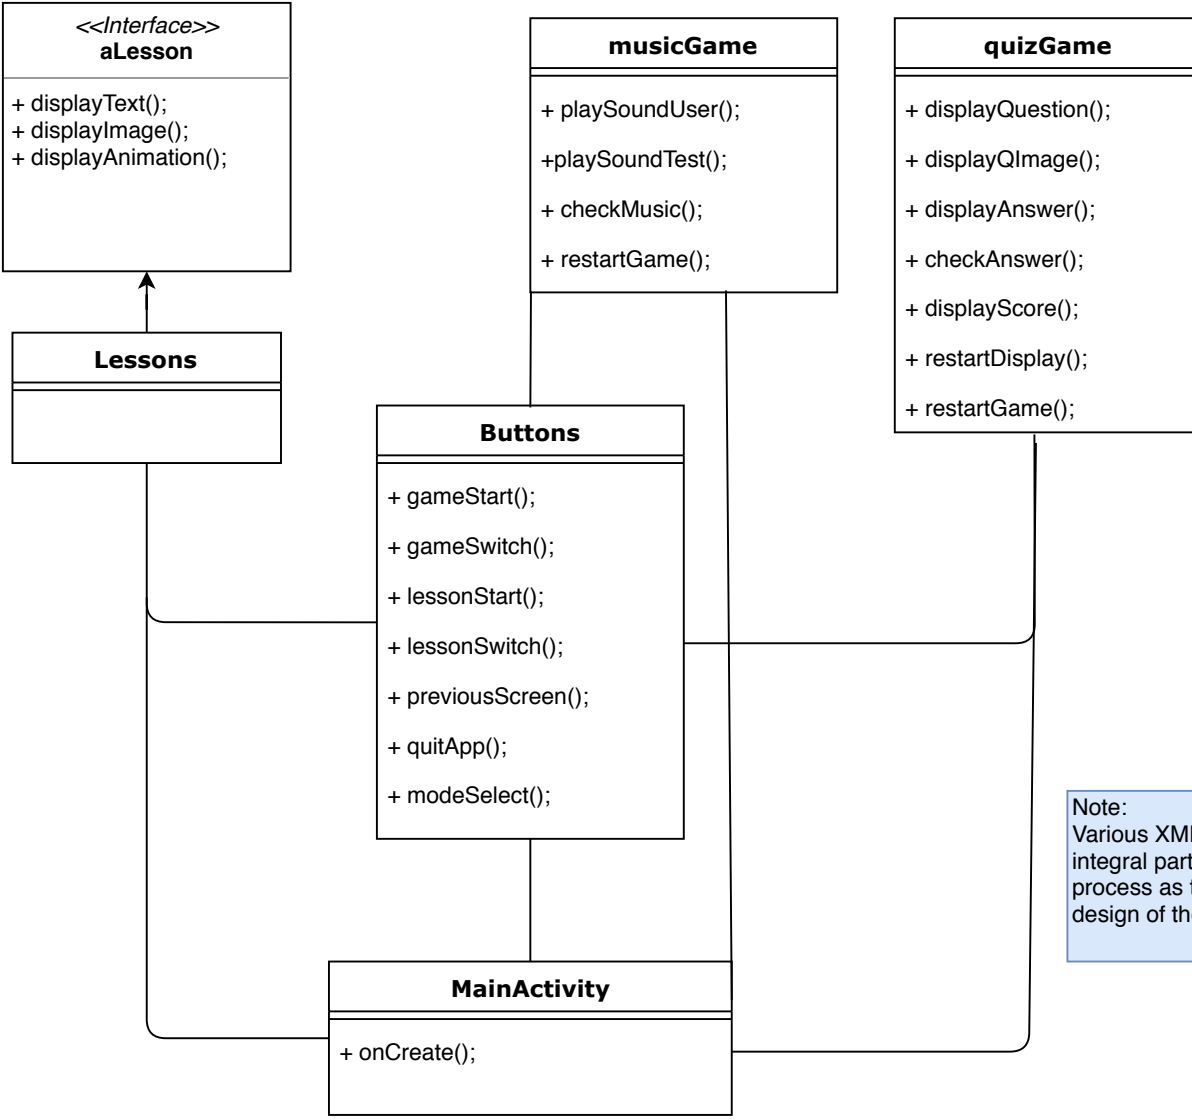 <<Interface>>
aLesson
+ displayText();
+ displayImage();
+ displayAnimation();
musicGame
+ playSoundUser();
+playSoundTest();
+ checkMusic();
+ restartGame();
quizGame
+ displayQuestion();
+ displayQImage();
+ displayAnswer();
+ checkAnswer();
+ displayScore();
+ restartDisplay();
+ restartGame();
Lessons
Buttons
+ gameStart();
+ gameSwitch();
+ lessonStart();
+ lessonSwitch();
+ previousScreen();
+ quitApp();
+ modeSelect();
Note:
Various
integral part
process as
design of
MainActivity
+ onCreate();